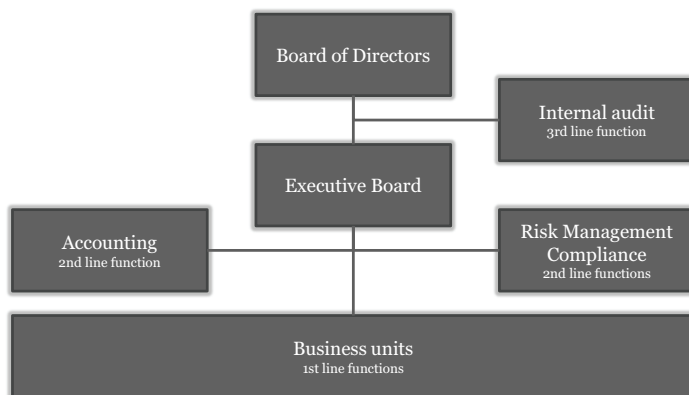 Board of Directors
Internal audit
3rd line function
Executive Board
Accounting
2nd line function
Risk Management
Compliance
2nd line functions
Business units
1st line functions